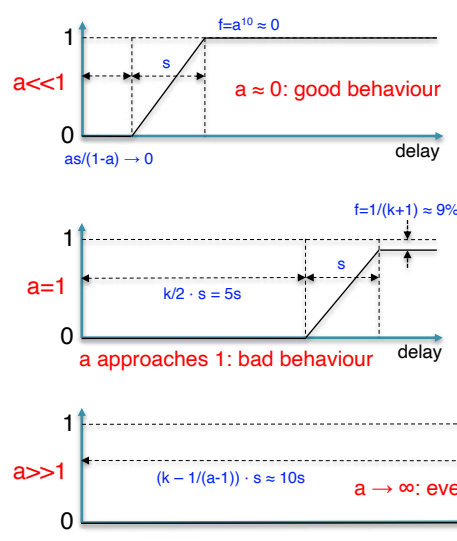 f=a¹⁰ ≈ 0
1
s
a<<1
a ≈ 0: good behaviour
0
delay
as/(1-a) → 0
f=1/(k+1) ≈ 9%
1
s
a=1
k/2 · s = 5s
0
a approaches 1: bad behaviour
delay
1
a>>1
(k – 1/(a-1)) · s ≈ 10s
a → ∞: eve
0